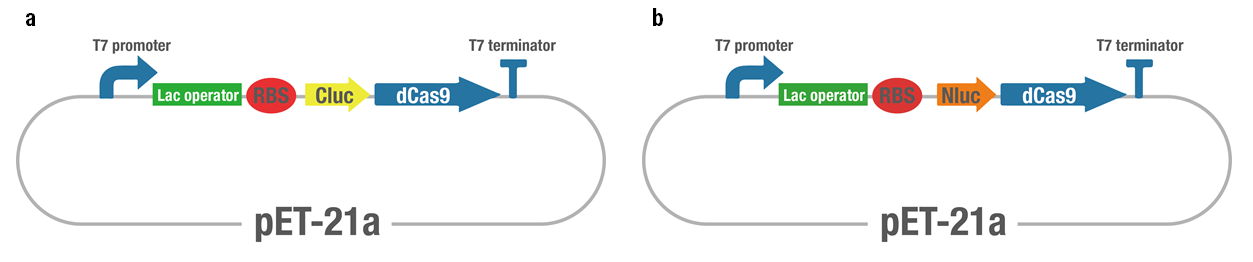 a
T7 promoter
T7 terminator
Lac operator
RBS
Cluc
dCas9
pET-21a
b
T7 promoter
T7 terminator
Lac operator
RBS
Nluc
dCas9
pET-21a